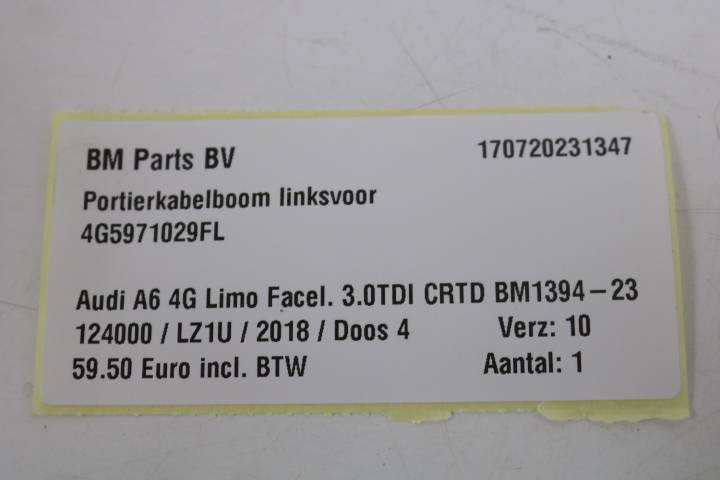 BM Parts BV 170720231347
Portierkabelboom linksvoor
4G5971029FL
Audi A6 4G Limo Facel. 3.0TDI CRTD BM1394-23
124000 / LZ1U / 2018 / Doos 4 Verz: 10
59.50 Euro incl. BTW Aantal: 1